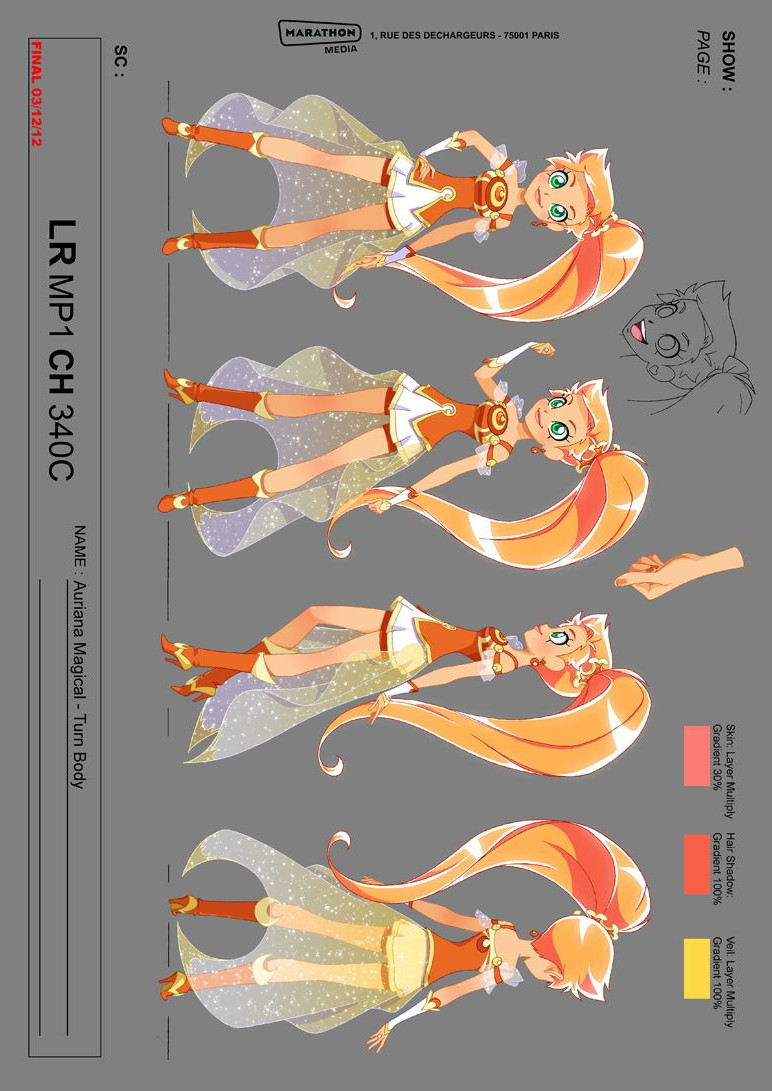 MARATHON
MEDIA
1, RUE DES DECHARGEURS - 75001 PARIS
SHOW :
PAGE :
SC :
FINAL 03/12/12
LR MP1 CH 340C
NAME : Auriana Magical - Turn Body
Skin: Layer Multiply
Gradient 30%
Hair Shadow:
Gradient 100%
Veil: Layer Multiply
Gradient 100%